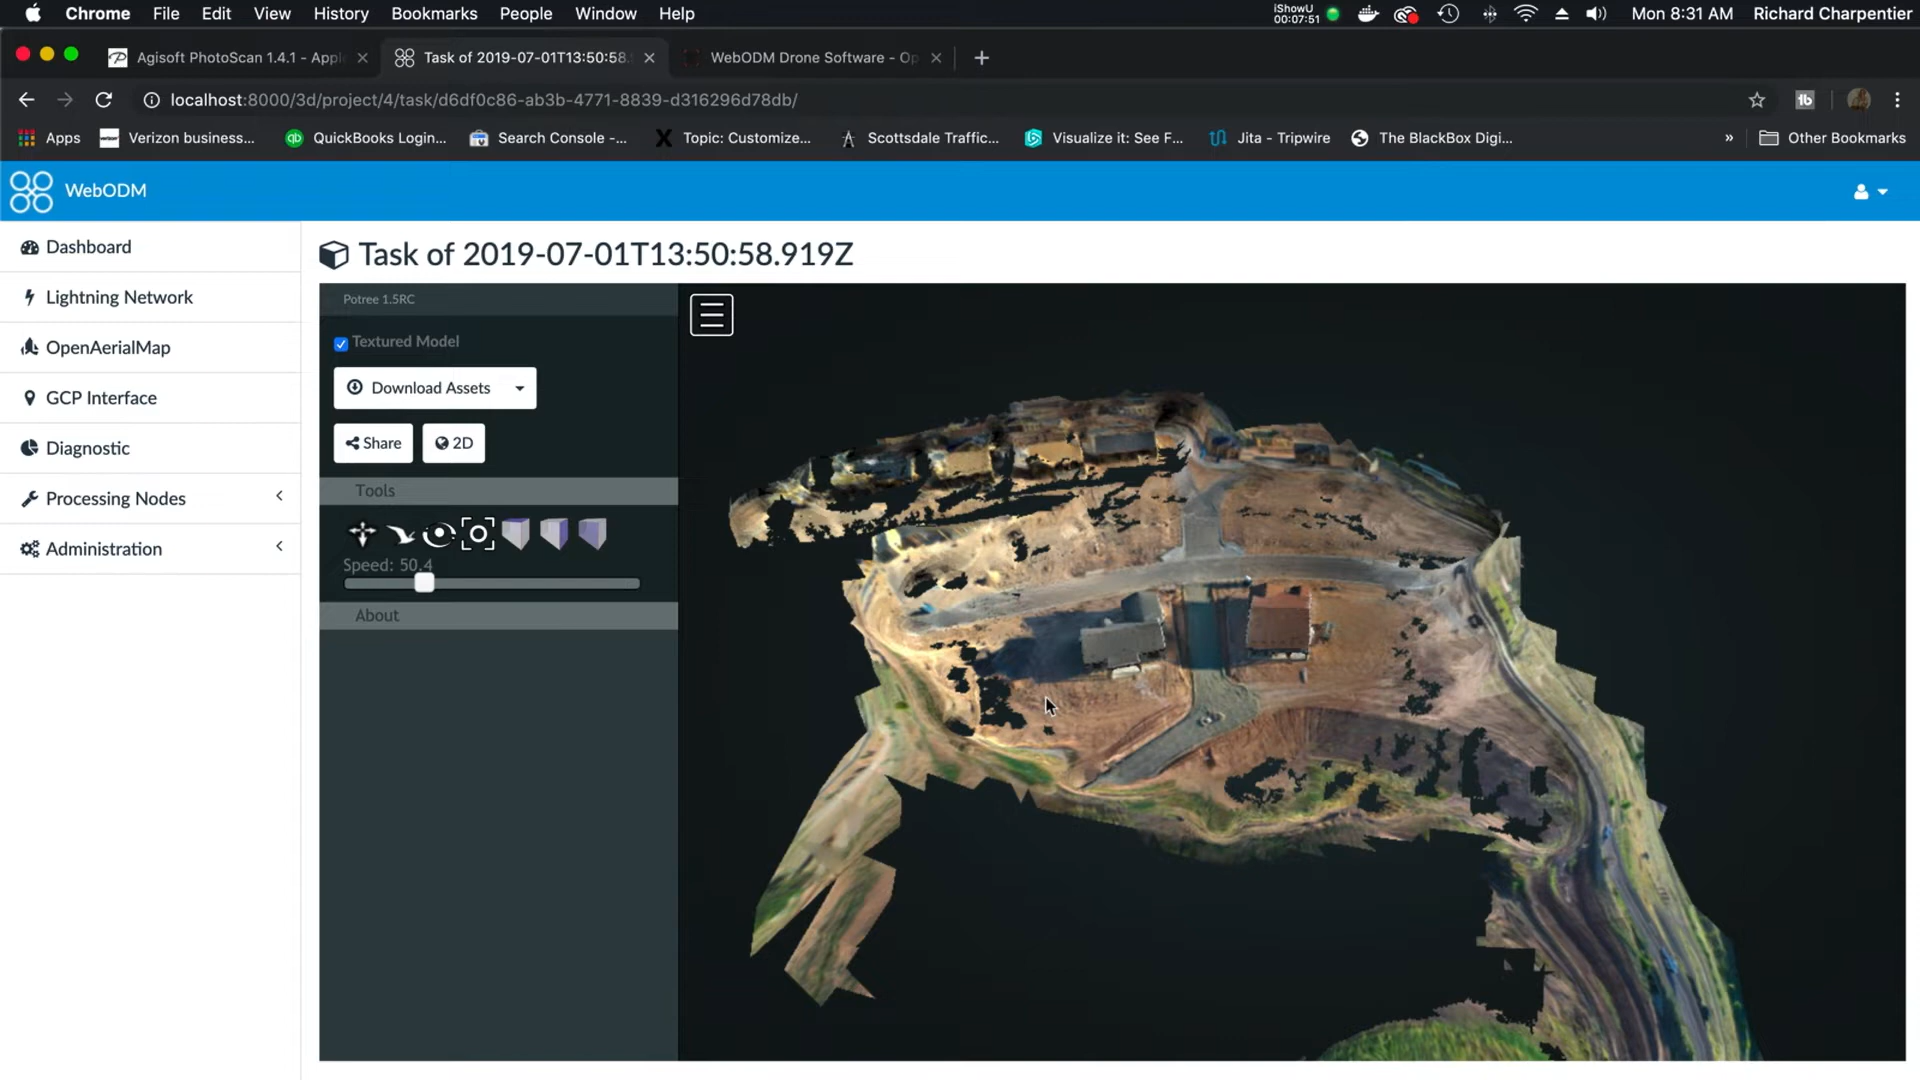 Chrome File Edit View History Bookmarks People Window Help iShowU 00:07:51 Mon 8:31 AM Richard Charpentier
Agisoft PhotoScan 1.4.1 - Appl Task of 2019-07-01T13:50:58. WebODM Drone Software - Op
localhost:8000/3d/project/4/task/d6df0c86-ab3b-4771-8839-d316296d78db/
Apps Verizon business... QuickBooks Login... Search Console -... Topic: Customize... Scottsdale Traffic... Visualize it: See F... Jita - Tripwire The BlackBox Digi... » Other Bookmarks
WebODM
Dashboard
Lightning Network
OpenAerialMap
GCP Interface
Diagnostic
Processing Nodes
Administration
Task of 2019-07-01T13:50:58.919Z
Potree 1.5RC
Textured Model
Download Assets
Share 2D
Tools
Speed: 50.4
About